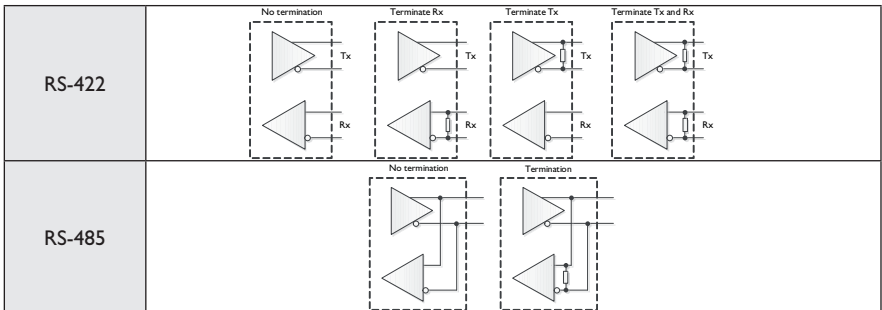 No termination
Terminate Rx
Terminate Tx
Terminate Tx and Rx
Tx
Tx
Tx
Tx
RS-422
Rx
Rx
Rx
Rx
No termination
Termination
RS-485